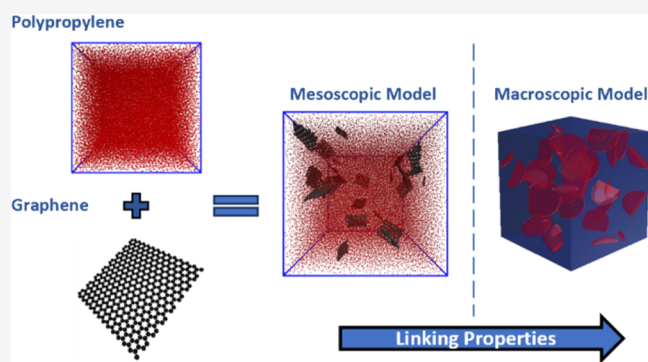 Polypropylene
Mesoscopic Model
Macroscopic Model
Graphene
Linking Properties